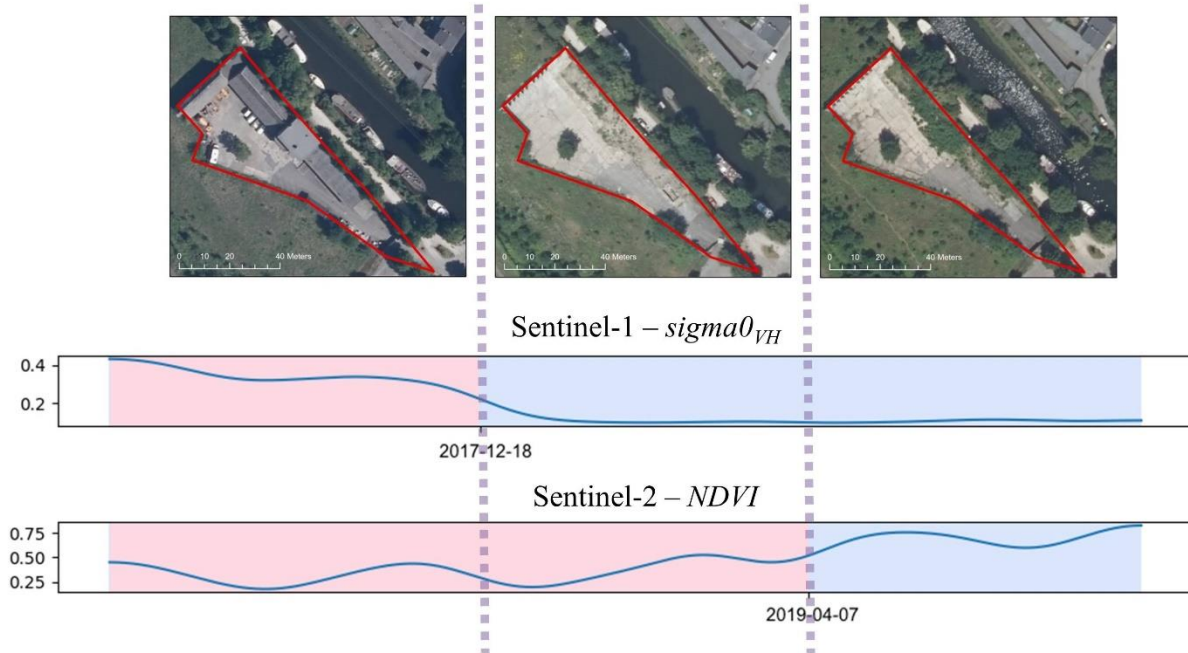 0 10 20 40 Meters
0 10 20 40 Meters
0 10 20 40 Meters
Sentinel-1 – sigma0VH
0.4
0.2
2017-12-18
Sentinel-2 – NDVI
0.75
0.50
0.25
2019-04-07